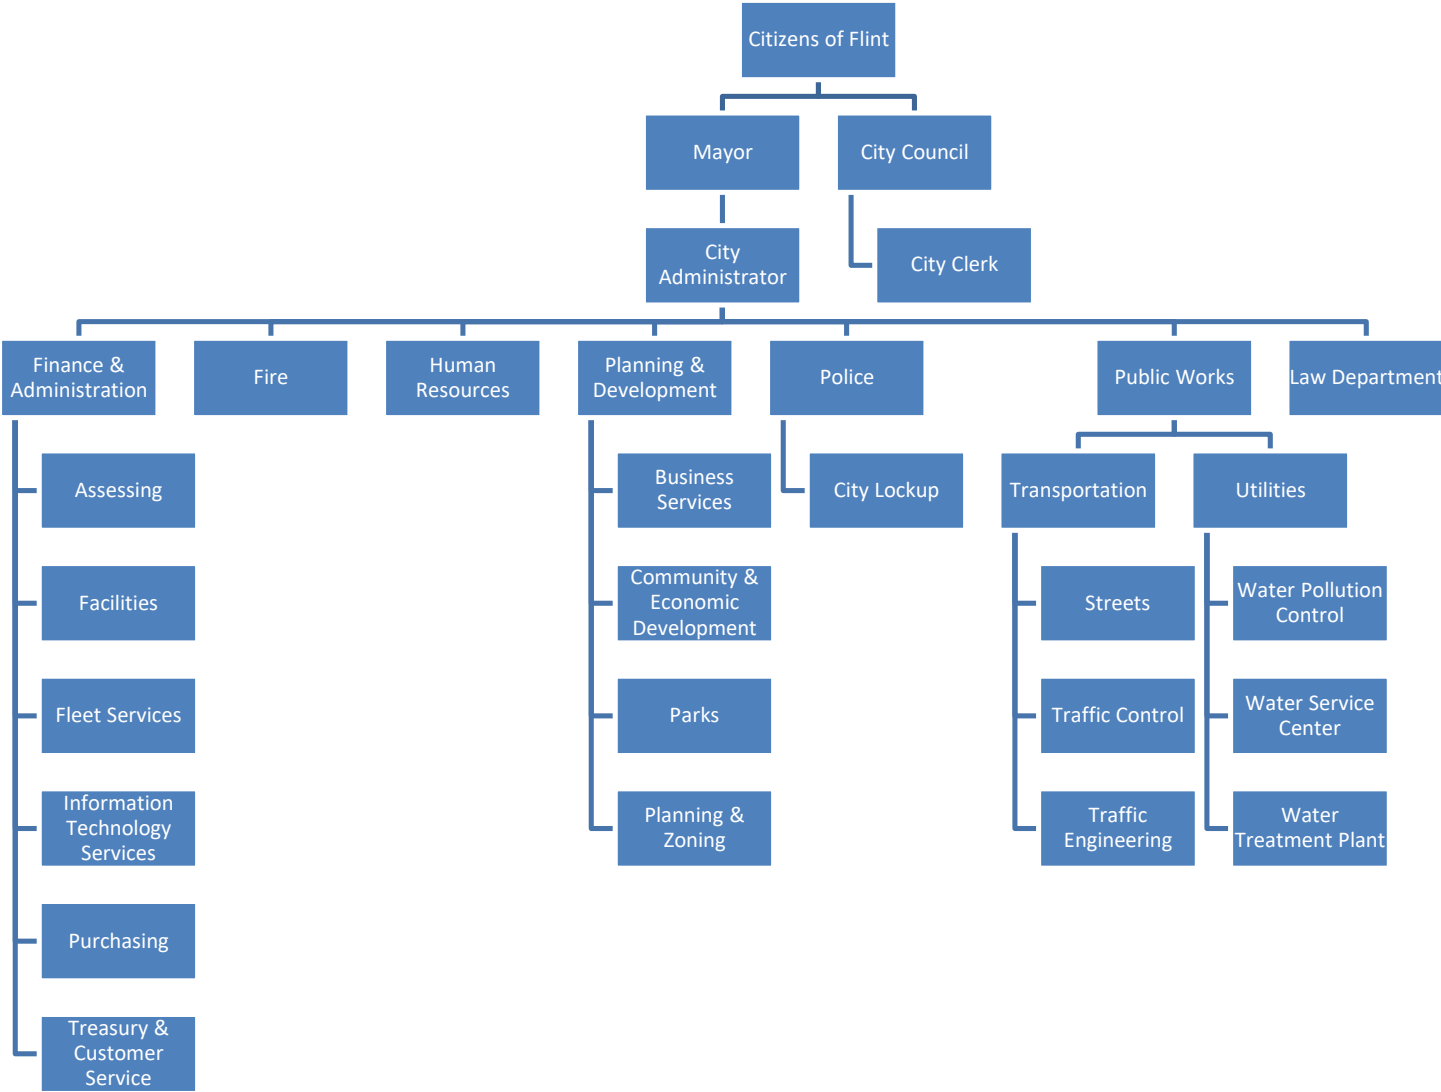 Citizens of Flint
Mayor
City Council
City
Administrator
City Clerk
Finance &
Administration
Fire
Human
Resources
Planning &
Development
Police
Public Works
Law Department
Assessing
Business
Services
City Lockup
Transportation
Utilities
Facilities
Community &
Economic
Development
Streets
Water Pollution
Control
Fleet Services
Parks
Traffic Control
Water Service
Center
Information
Technology
Services
Planning &
Zoning
Traffic
Engineering
Water
Treatment Plant
Purchasing
Treasury &
Customer
Service